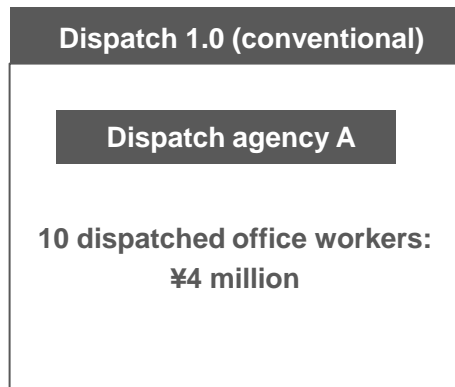 Dispatch 1.0 (conventional)
Dispatch agency A
10 dispatched office workers:
¥4 million